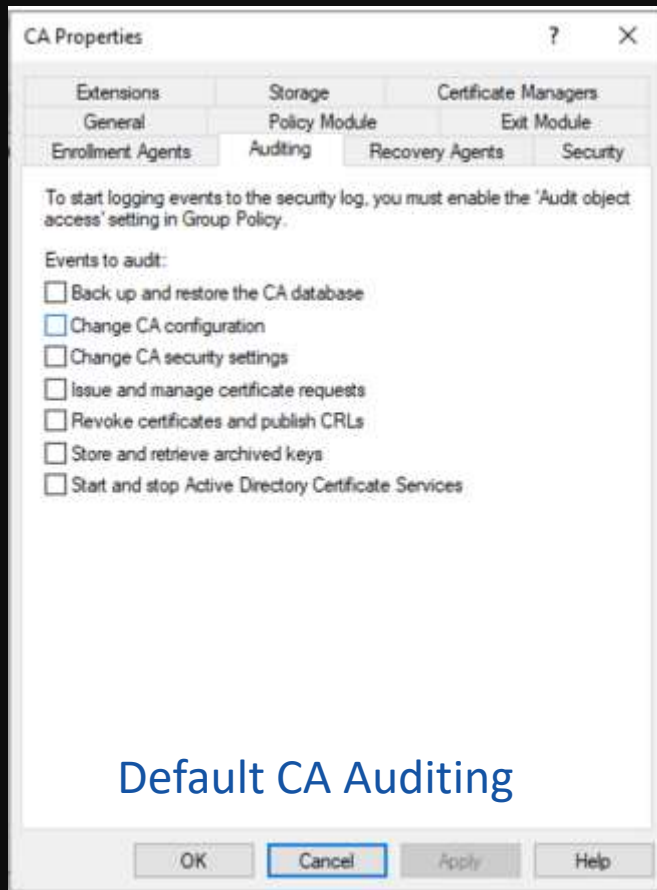 CA Properties ? ×
Extensions Storage Certificate Managers
General Policy Module Exit Module
Enrollment Agents Auditing Recovery Agents Security
To start logging events to the security log, you must enable the 'Audit object
access' setting in Group Policy.
Events to audit:
Back up and restore the CA database
Change CA configuration
Change CA security settings
Issue and manage certificate requests
Revoke certificates and publish CRLs
Store and retrieve archived keys
Start and stop Active Directory Certificate Services
Default CA Auditing
OK Cancel Apply Help